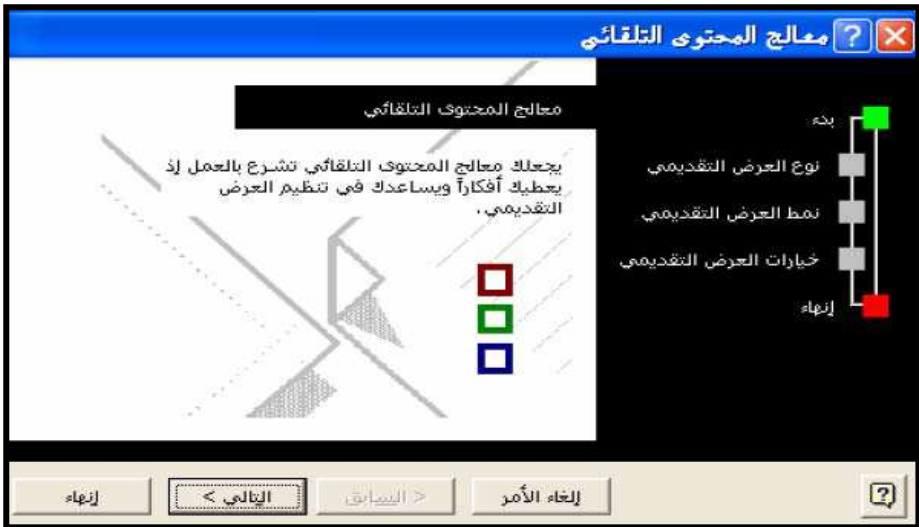 معالج المحتوى التلقائي
بدء
نوع العرض التقديمي
نمط العرض التقديمي
خيارات العرض التقديمي
إنهاء
معالج المحتوى التلقائي
يجعلك معالج المحتوى التلقائي تشرع بالعمل إذ
يعطيك أفكاراً ويساعدك في تنظيم العرض
التقديمي.
إلغاء الأمر
< السابق
التالي >
إنهاء